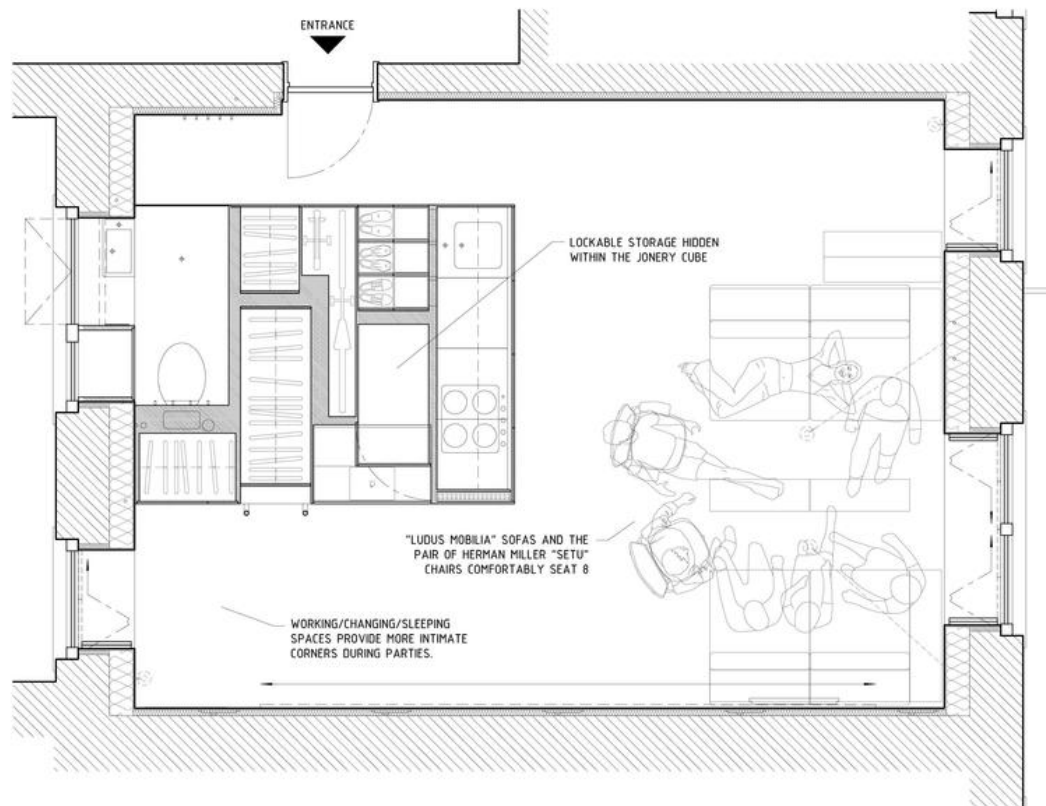 ENTRANCE
LOCKABLE STORAGE HIDDEN
WITHIN THE JONERY CUBE
"LUDUS MOBILIA" SOFAS AND THE
PAIR OF HERMAN MILLER "SETU"
CHAIRS COMFORTABLY SEAT 8
WORKING/CHANGING/SLEEPING
SPACES PROVIDE MORE INTIMATE
CORNERS DURING PARTIES.